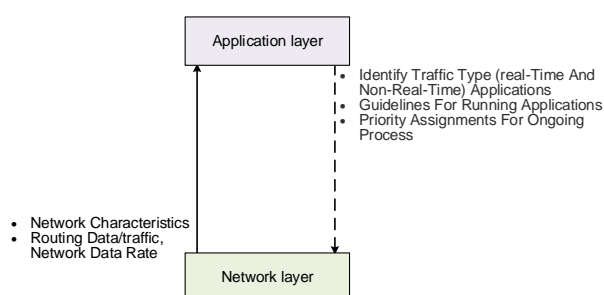 Application layer
• Identify Traffic Type (real-Time And
Non-Real-Time) Applications
• Guidelines For Running Applications
• Priority Assignments For Ongoing
Process
• Network Characteristics
• Routing Data/traffic,
Network Data Rate
Network layer